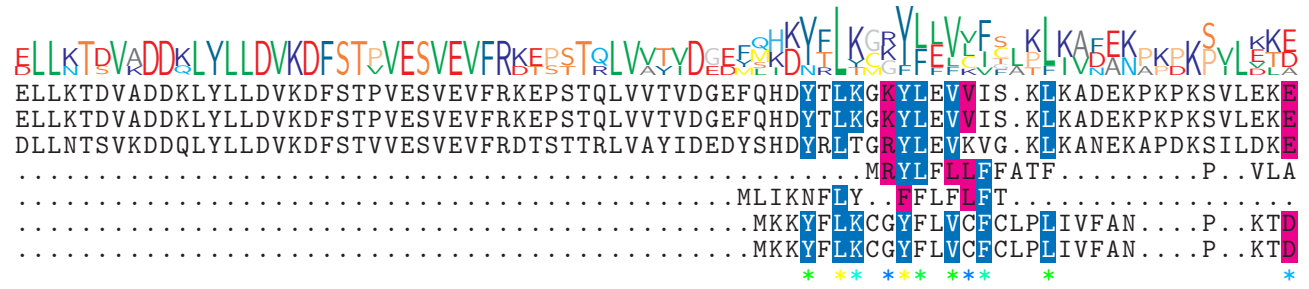 ELLKTDVADDKLYLLDVKDFSTPVESVEVFRKEPSTQLVVTVDGEFQHDYTLKGKYLEVVIS.KLKADEKPKPKSVLEKE
ELLKTDVADDKLYLLDVKDFSTPVESVEVFRKEPSTQLVVTVDGEFQHDYTLKGKYLEVVIS.KLKADEKPKPKSVLEKE
DLLNTSVKDDQLYLLDVKDFSTVVESVEVFRDTSTTRLVAYIDEDYSHDYRLTGRYLEVKVG.KLKANEKAPDKSILDKE
.....................................................MRYLFLLFFATF.........P..VLA
.............................................MLIKNFLY..FFLFLFT..................
..............................................MKKYFLKCGYFLVCFCLPLIVFAN....P..KTD
..............................................MKKYFLKCGYFLVCFCLPLIVFAN....P..KTD
* ** *** *** * *